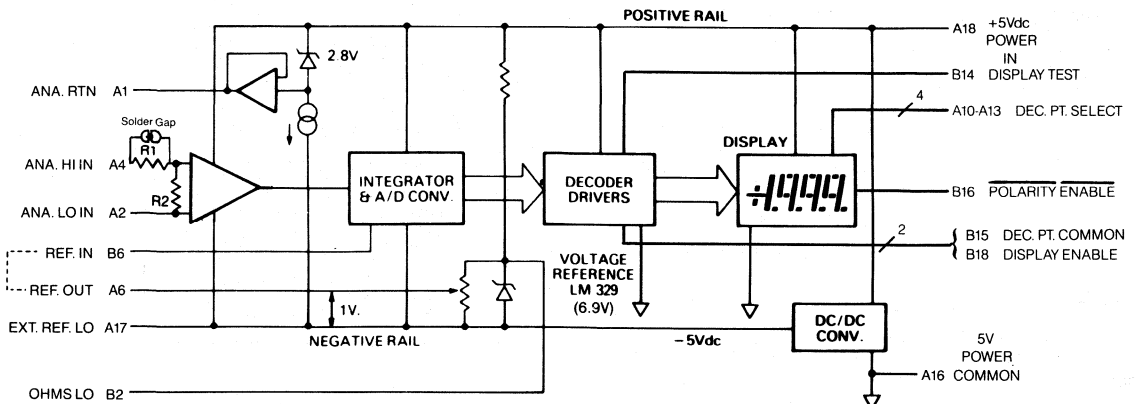 POSITIVE RAIL
A18 +5Vdc
POWER
IN
2.8V
B14 DISPLAY TEST
ANA. RTN A1
4
A10-A13 DEC. PT. SELECT
Solder Gap
R1
DISPLAY
ANA. HI IN A4
INTEGRATOR
& A/D CONV.
DECODER
DRIVERS
±1.9.9.9.
B16 POLARITY ENABLE
R2
ANA. LO IN A2
2
B15 DEC. PT. COMMON
B18 DISPLAY ENABLE
REF. IN B6
VOLTAGE
REFERENCE
LM 329
(6.9V)
REF. OUT A6
1V.
EXT. REF. LO A17
NEGATIVE RAIL
–5Vdc
DC/DC
CONV.
5V
POWER
A16 COMMON
OHMS LO B2